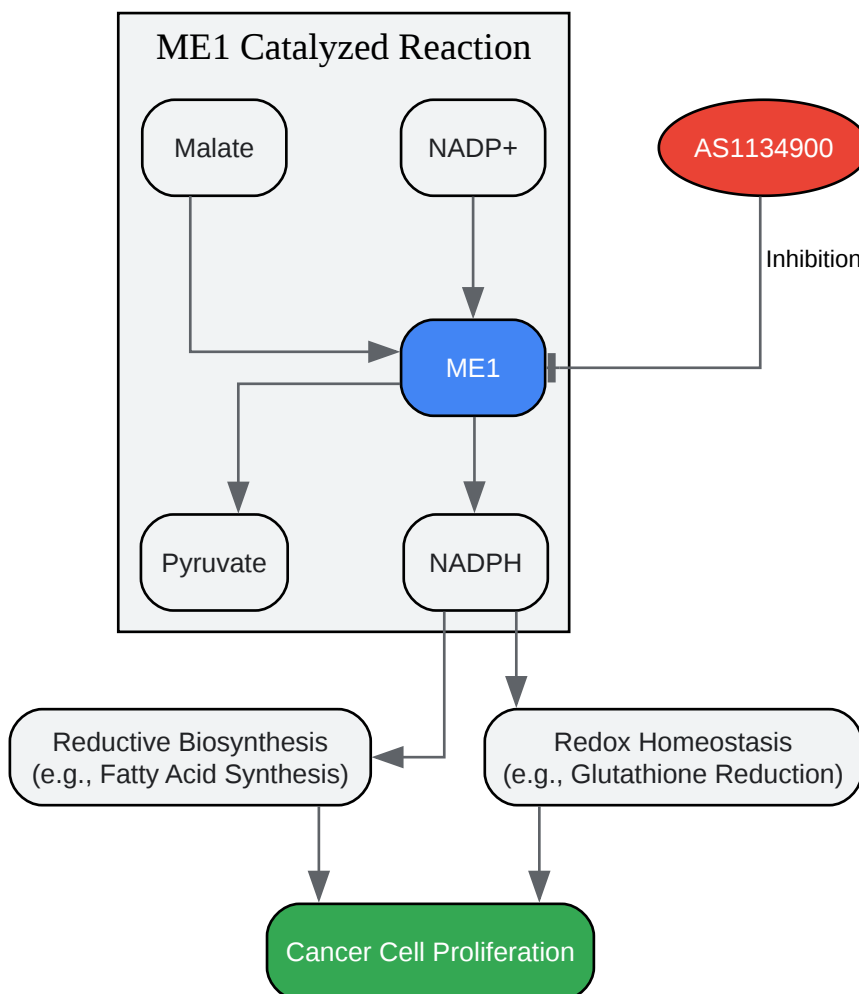 ME1 Catalyzed Reaction
Malate
NADP+
AS1134900
Inhibition
ME1
Pyruvate
NADPH
Reductive Biosynthesis
(e.g., Fatty Acid Synthesis)
Redox Homeostasis
(e.g., Glutathione Reduction)
Cancer Cell Proliferation